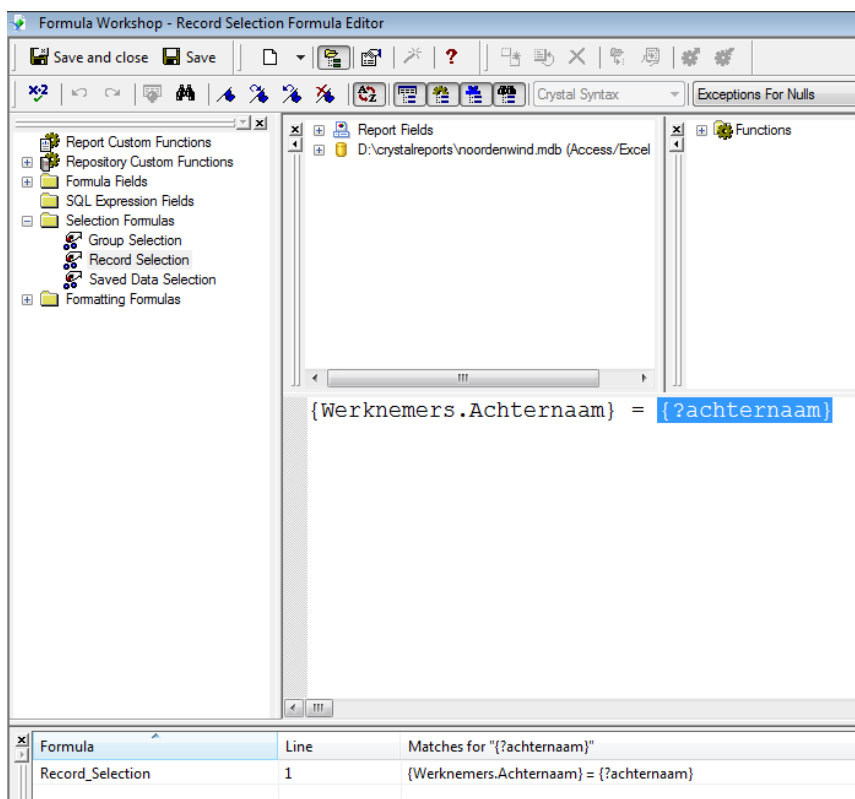 Formula Workshop - Record Selection Formula Editor
Save and close Save ?
x+2 A Z Crystal Syntax Exceptions For Nulls
Report Custom Functions
Repository Custom Functions
Formula Fields
SQL Expression Fields
Selection Formulas
Group Selection
Record Selection
Saved Data Selection
Formatting Formulas
Report Fields
D:\crystalreports\noordenwind.mdb (Access/Excel
Functions
{Werknemers.Achternaam} = {?achternaam}
Formula Line Matches for "{?achternaam}"
Record_Selection 1 {Werknemers.Achternaam} = {?achternaam}